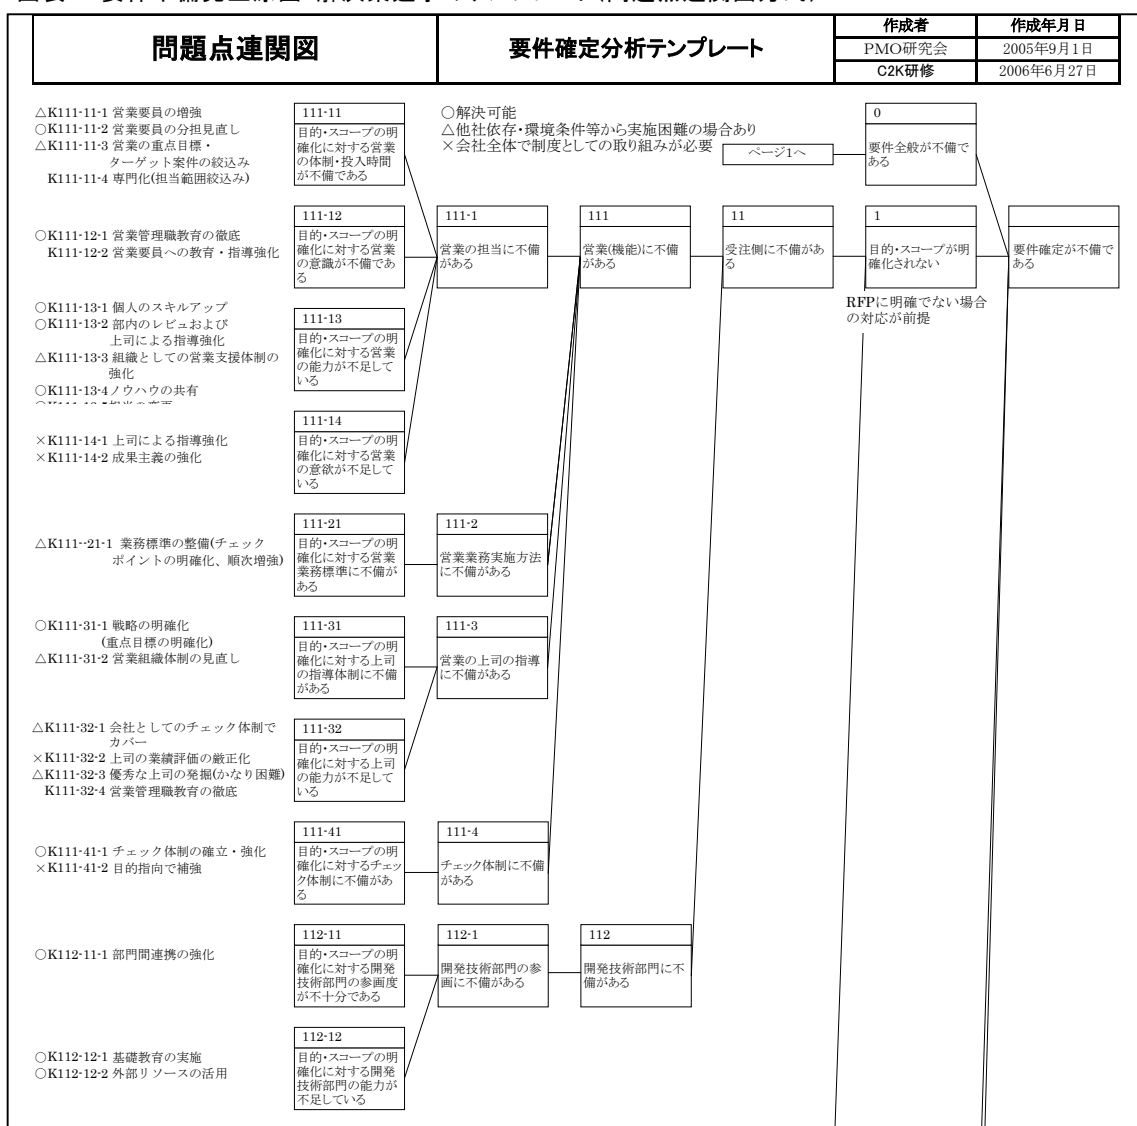 問題点連関図
要件確定分析テンプレート
作成者
作成年月日
PMO研究会
2005年9月1日
C2K研修
2006年6月27日
△K111-11-1 営業要員の増強
○K111-11-2 営業要員の分担見直し
△K111-11-3 営業の重点目標・
ターゲット案件の絞込み
K111-11-4 専門化(担当範囲絞込み)
111-11
目的・スコープの明
確化に対する営業
の体制・投入時間
が不備である
○解決可能
△他社依存・環境条件等から実施困難の場合あり
×会社全体で制度としての取り組みが必要
ページ1へ
0
要件全般が不備で
ある
○K111-12-1 営業管理職教育の徹底
K111-12-2 営業要員への教育・指導強化
111-12
目的・スコープの明
確化に対する営業
の意識が不備であ
る
111-1
営業の担当に不備
がある
111
営業(機能)に不備
がある
11
受注側に不備があ
る
1
目的・スコープが明
確化されない
要件確定が不備で
ある
RFPに明確でない場合
の対応が前提
○K111-13-1 個人のスキルアップ
○K111-13-2 部内のレビュおよび
上司による指導強化
△K111-13-3 組織としての営業支援体制の
強化
○K111-13-4ノウハウの共有
111-13
目的・スコープの明
確化に対する営業
の能力が不足して
いる
×K111-14-1 上司による指導強化
×K111-14-2 成果主義の強化
111-14
目的・スコープの明
確化に対する営業
の意欲が不足して
いる
△K111--21-1 業務標準の整備(チェック
ポイントの明確化、順次増強)
111-21
目的・スコープの明
確化に対する営業
業務標準に不備が
ある
111-2
営業業務実施方法
に不備がある
○K111-31-1 戦略の明確化
(重点目標の明確化)
△K111-31-2 営業組織体制の見直し
111-31
目的・スコープの明
確化に対する上司
の指導体制に不備
がある
111-3
営業の上司の指導
に不備がある
△K111-32-1 会社としてのチェック体制で
カバー
×K111-32-2 上司の業績評価の厳正化
△K111-32-3 優秀な上司の発掘(かなり困難)
K111-32-4 営業管理職教育の徹底
111-32
目的・スコープの明
確化に対する上司
の能力が不足して
いる
○K111-41-1 チェック体制の確立・強化
×K111-41-2 目的指向で補強
111-41
目的・スコープの明
確化に対するチェッ
ク体制に不備があ
る
111-4
チェック体制に不備
がある
○K112-11-1 部門間連携の強化
112-11
目的・スコープの明
確化に対する開発
技術部門の参画度
が不十分である
112-1
開発技術部門の参
画に不備がある
112
開発技術部門に不
備がある
○K112-12-1 基礎教育の実施
○K112-12-2 外部リソースの活用
112-12
目的・スコープの明
確化に対する開発
技術部門の能力が
不足している